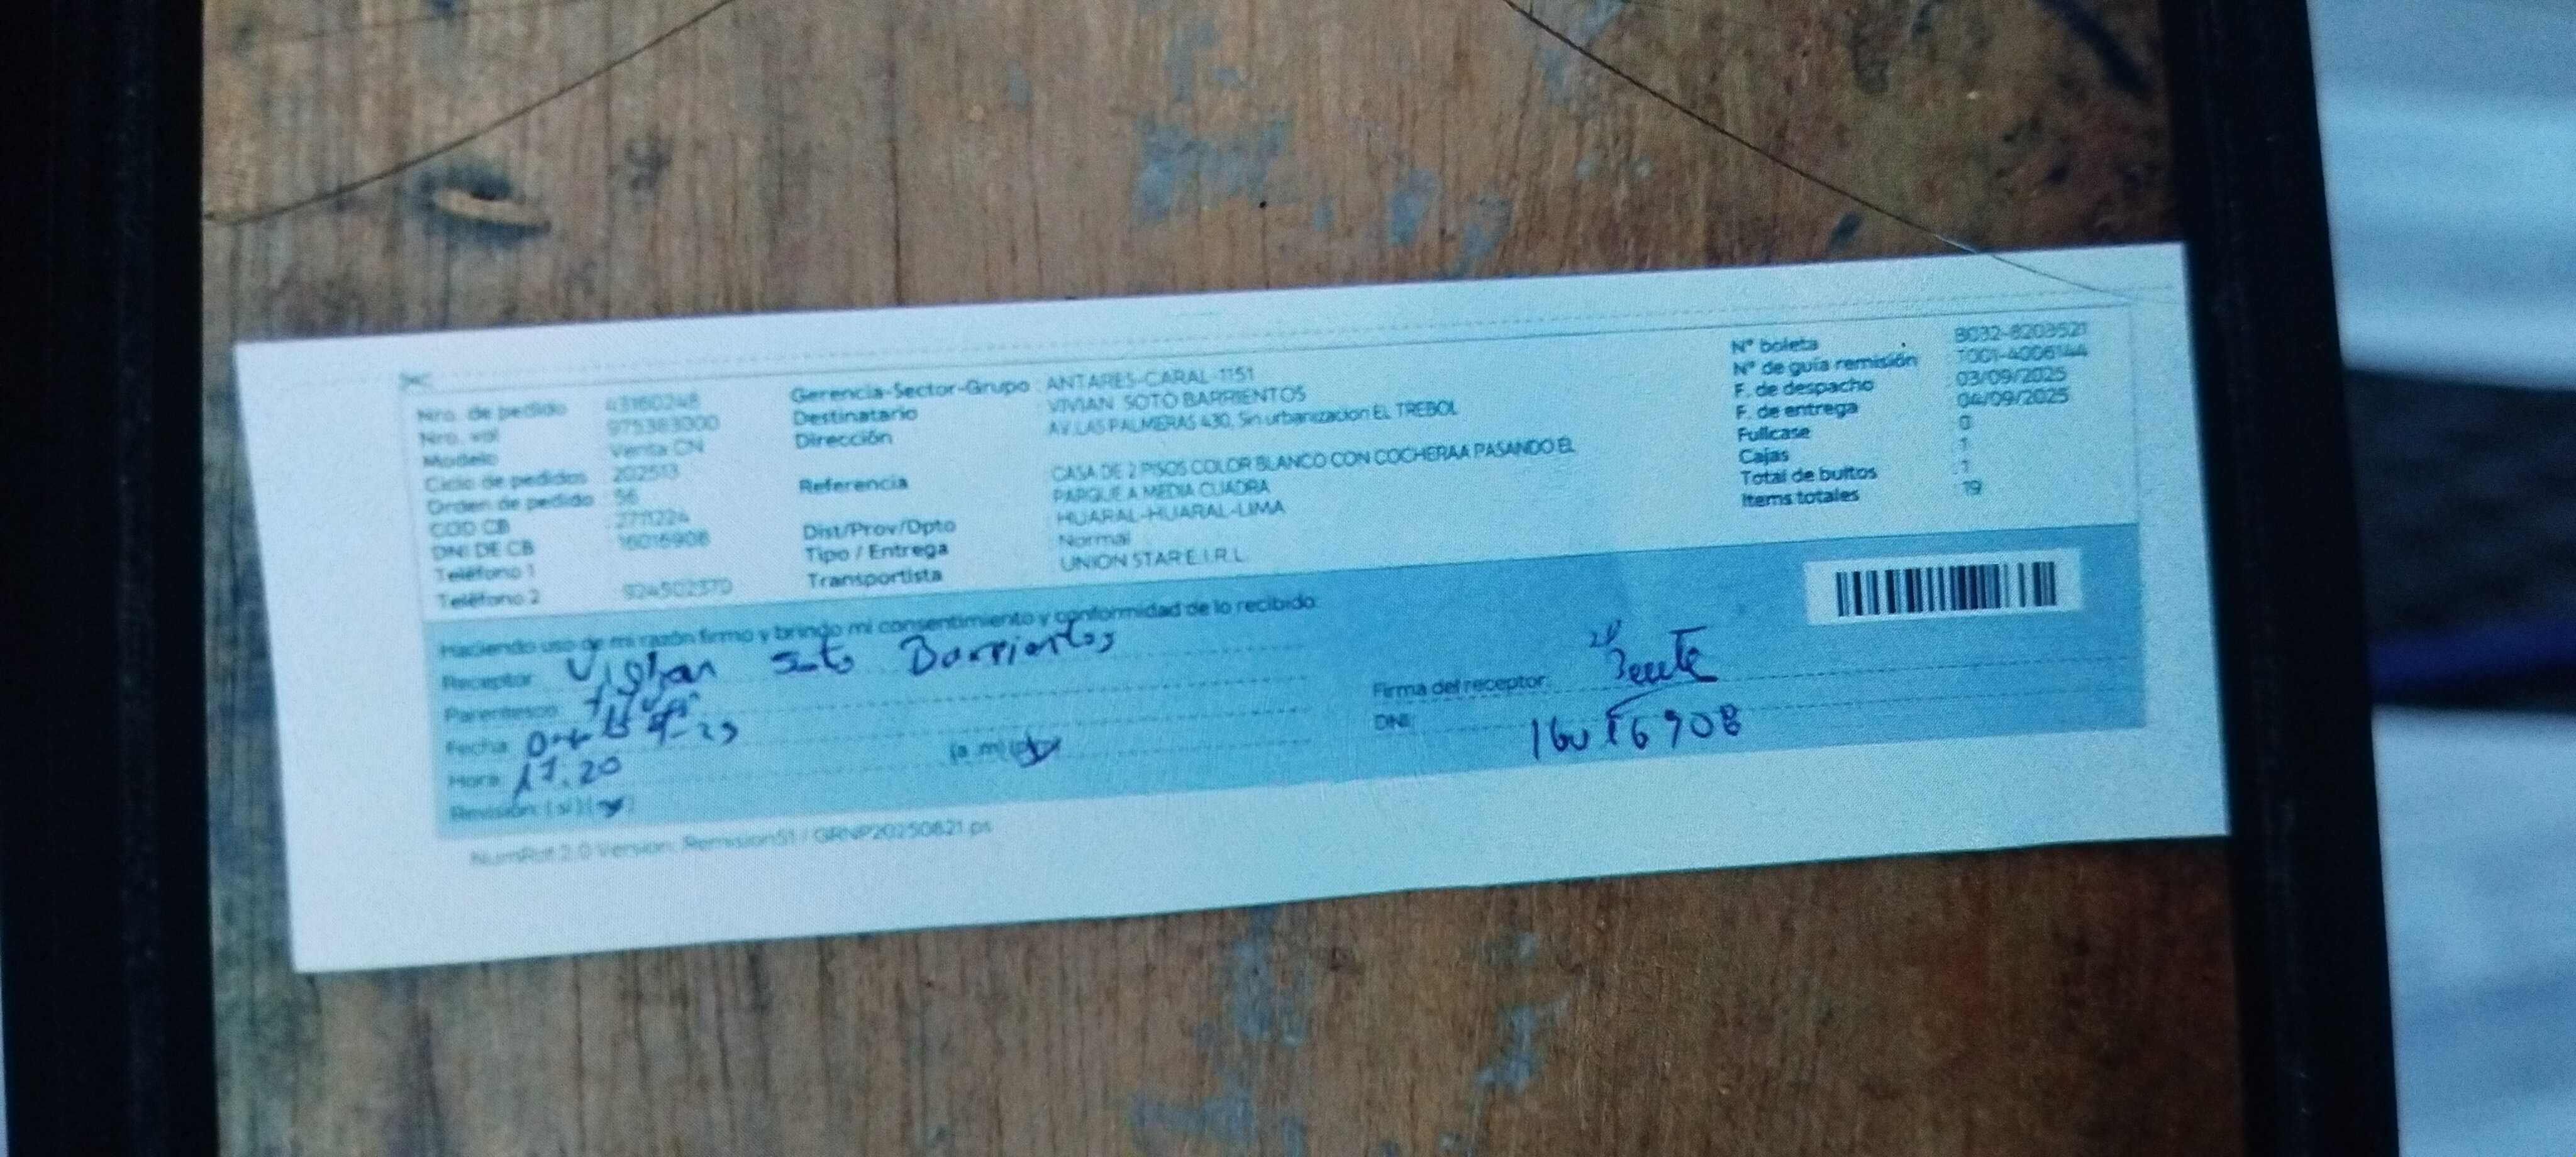 Nro. de pedido 43160248
Nro. val 975383000
Modelo Venta CN
Ciclo de pedidos : 202513
Orden de pedido : 56
COD CB : 2711224
DNI DE CB 16016908
Teléfono 1
Teléfono 2 924502370
Gerencia-Sector-Grupo : ANTARES-CARAL-1151
Destinatario VIVIAN SOTO BARRIENTOS
Dirección AV.LAS PALMERAS 430, Sin urbanizacion EL TREBOL
Referencia CASA DE 2 PISOS COLOR BLANCO CON COCHERAA PASANDO EL
PARQUE A MEDIA CUADRA
Dist/Prov/Dpto HUARAL-HUARAL-LIMA
Tipo / Entrega : Normal
Transportista UNION STAR E.I.R.L.
N° boleta B032-8203521
N° de guía remisión T001-4006144
F. de despacho : 03/09/2025
F. de entrega 04/09/2025
Fullcase 0
Cajas : 1
Total de bultos : 1
Items totales : 19
Haciendo uso de mi razón firmo y brindo mi consentimiento y conformidad de lo recibido:
Receptor: Soto Barrientos
Parentesco:
Fecha:
Hora: 17.20 (a.m)
Revisión: (si)
Firma del receptor:
DNI: 16016908
NumRdf 2.0 Version: Remision51 / GRNP20250821.ps